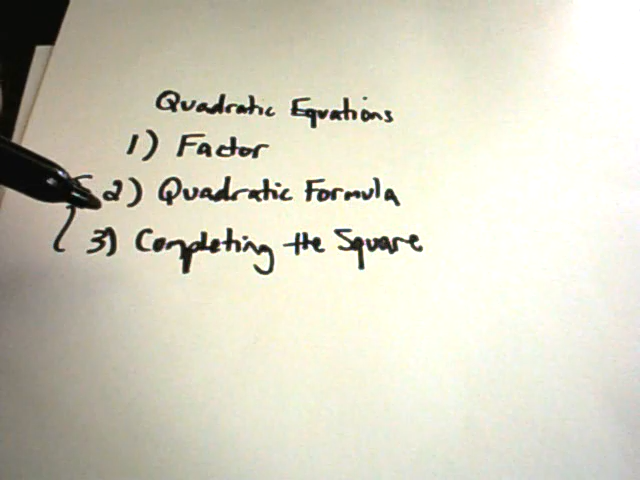 Quadratic Equations
1) Factor
2) Quadratic Formula
3) Completing the Square